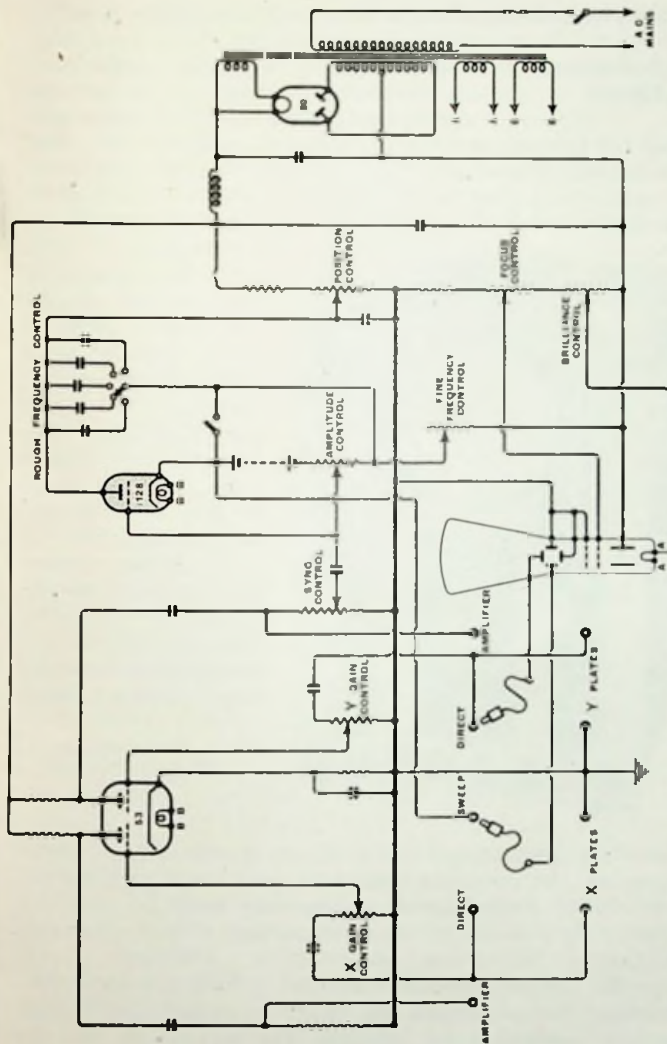 A.C.
MAINS
80
POSITION
CONTROL
FOCUS
CONTROL
BRILLIANCE
CONTROL
ROUGH FREQUENCY CONTROL
AMPLITUDE
CONTROL
FINE
FREQUENCY
CONTROL
SYNC
CONTROL
AMPLIFIER
A
A
Y GAIN
CONTROL
DIRECT
Y PLATES
53
B B
SWEEP
X PLATES
X GAIN
CONTROL
DIRECT
AMPLIFIER